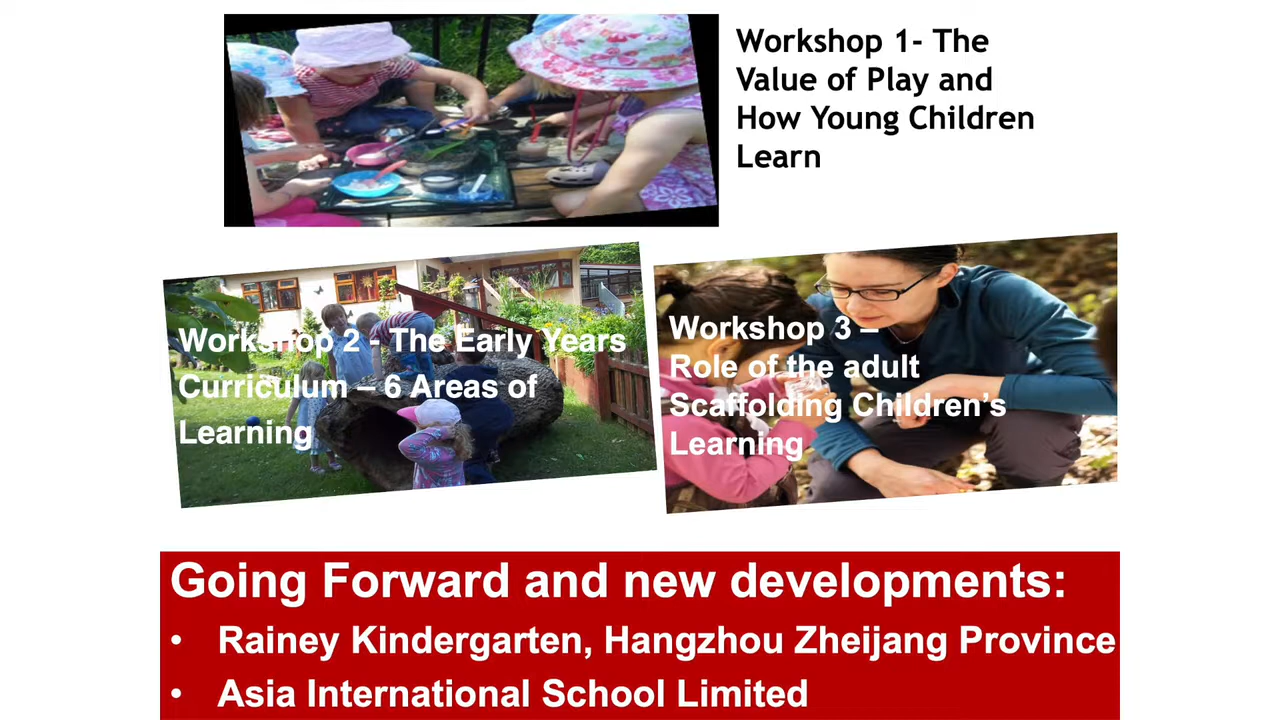 Workshop 1- The
Value of Play and
How Young Children
Learn
Workshop 2 - The Early Years
Curriculum – 6 Areas of
Learning
Workshop 3 –
Role of the adult
Scaffolding Children’s
Learning
Going Forward and new developments:
• Rainey Kindergarten, Hangzhou Zheijang Province
• Asia International School Limited